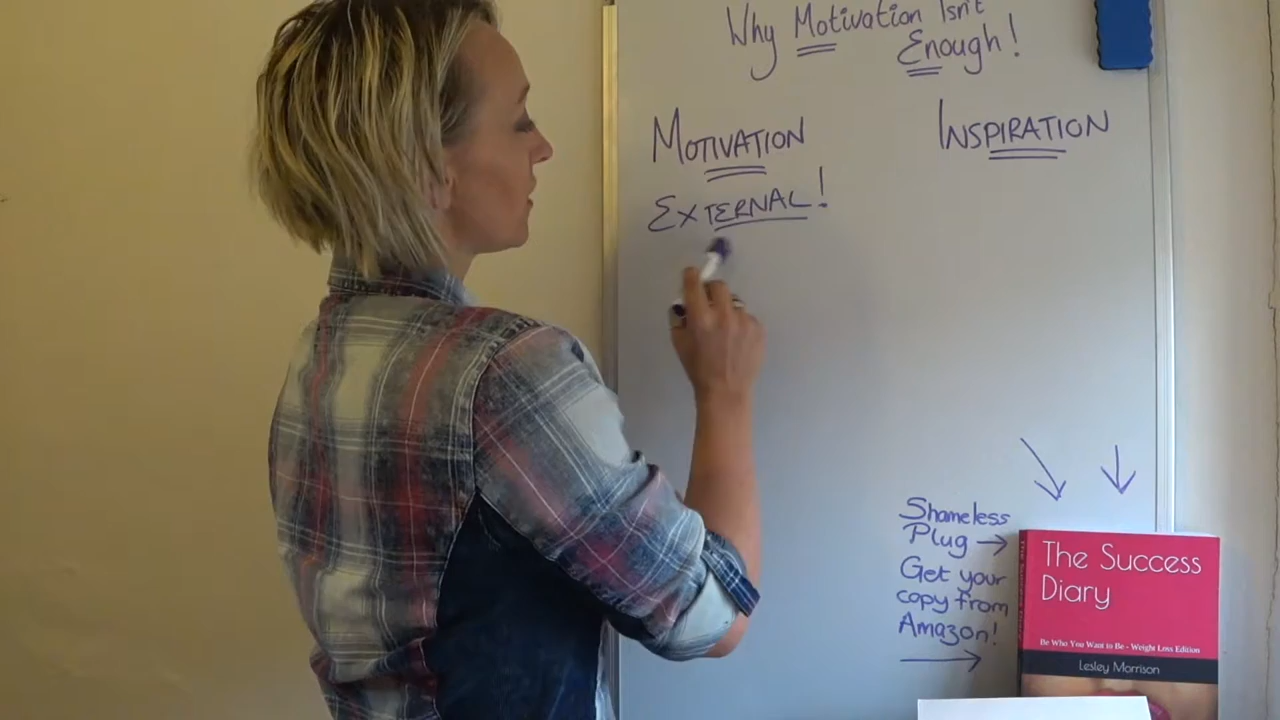 Why Motivation Isn't
Enough!
MOTIVATION
INSPIRATION
EXTERNAL!
Shameless
Plug →
Get your
copy from
Amazon!
The Success
Diary
Be Who You Want to Be - Weight Loss Edition
Lesley Morrison